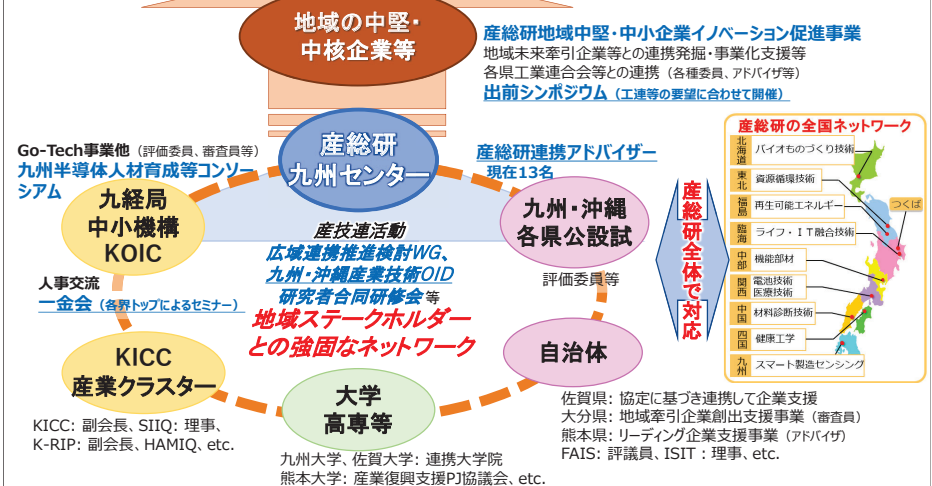 地域の中堅・
中核企業等
産総研地域中堅・中小企業イノベーション促進事業
地域未来牽引企業等との連携発掘・事業化支援等
各県工業連合会等との連携（各種委員、アドバイザ等）
出前シンポジウム（工連等の要望に合わせて開催）
産総研
九州センター
Go-Tech事業他（評価委員、審査員等）
九州半導体人材育成等コンソー
シアム
九経局
中小機構
KOIC
産総研連携アドバイザー
現在13名
九州・沖縄
各県公設試
評価委員等
産技連活動
広域連携推進検討WG、
九州・沖縄産業技術OID
研究者合同研修会 等
地域ステークホルダー
との強固なネットワーク
人事交流
一金会（各界トップによるセミナー）
KICC
産業クラスター
KICC: 副会長、SIIQ: 理事、
K-RIP: 副会長、HAMIQ、etc.
大学
高専等
九州大学、佐賀大学: 連携大学院
熊本大学: 産業復興支援PJ協議会、etc.
自治体
佐賀県: 協定に基づき連携して企業支援
大分県: 地域牽引企業創出支援事業（審査員）
熊本県: リーディング企業支援事業（アドバイザ）
FAIS: 評議員、ISIT：理事、etc.
産総研全体で対応
産総研の全国ネットワーク
北海道 バイオものづくり技術
東北 資源循環技術
福島 再生可能エネルギー
つくば
臨海 ライフ・ＩＴ融合技術
中部 機能部材
関西 電池技術
医療技術
中国 材料診断技術
四国 健康工学
九州 スマート製造センシング